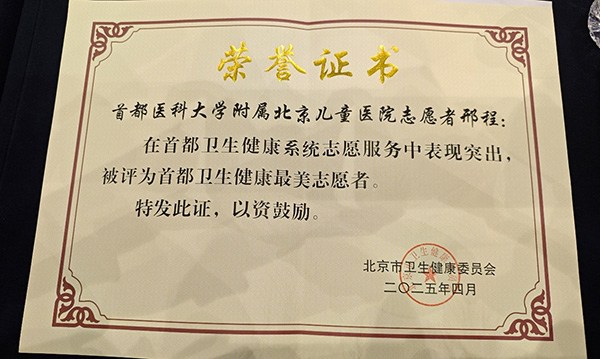 荣誉证书
首都医科大学附属北京儿童医院志愿者邢程：
在首都卫生健康系统志愿服务中表现突出，
被评为首都卫生健康最美志愿者。
特发此证，以资鼓励。
北京市卫生健康委员会
二〇二五年四月